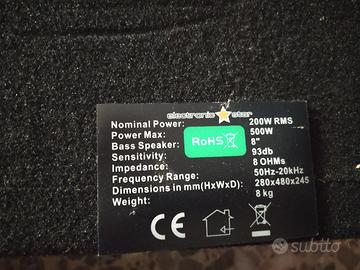 electronic star
Nominal Power: 200W RMS
Power Max: 500W
Bass Speaker: 8"
Sensitivity: 93db
Impedance: 8 OHMs
Frequency Range: 50Hz-20kHz
Dimensions in mm(HxWxD): 280x480x245
Weight: 8 kg
RoHS
CE
subito